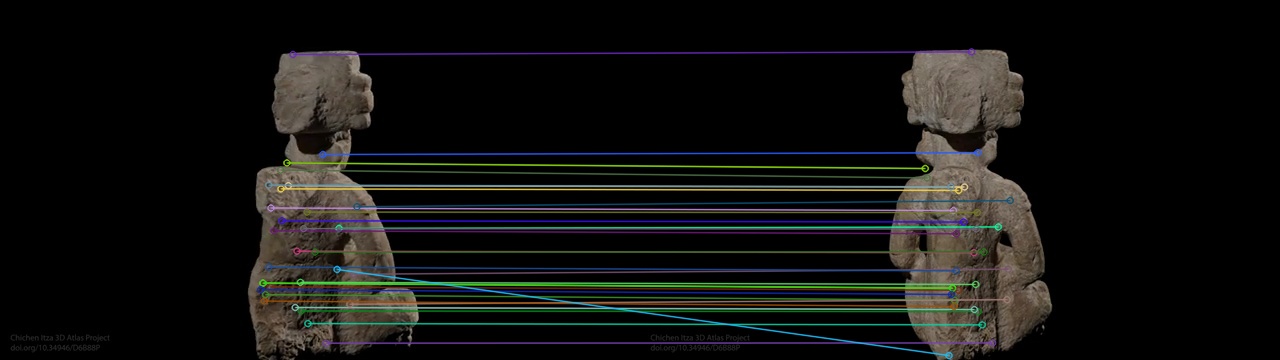 Chichen Itza 3D Atlas Project
doi.org/10.34946/D6B88P
Chichen Itza 3D Atlas Project
doi.org/10.34946/D6B88P